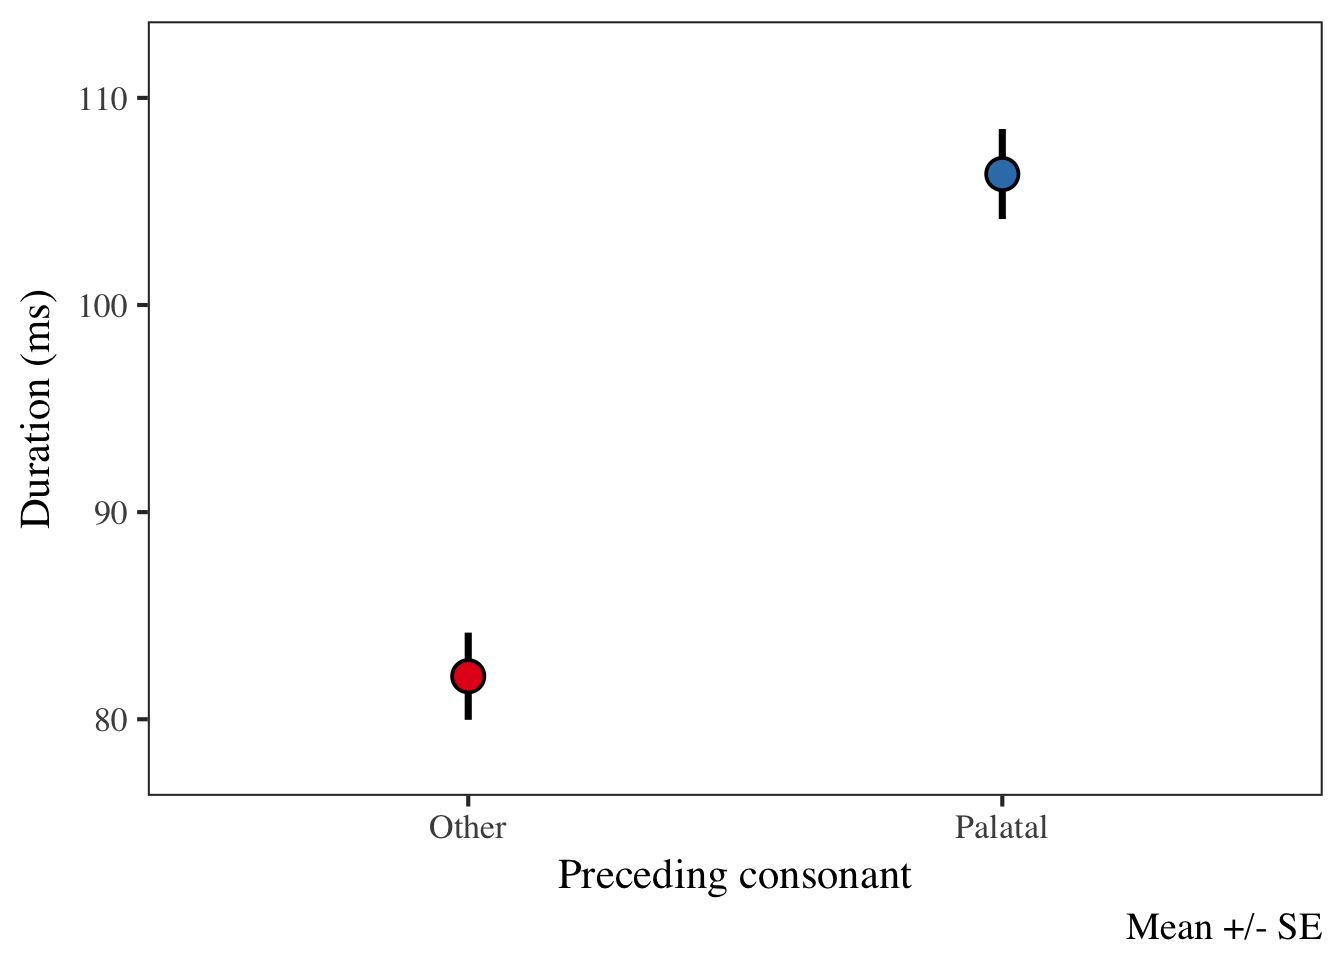 110
100
90
80
Duration (ms)
Other Palatal
Preceding consonant
Mean +/- SE